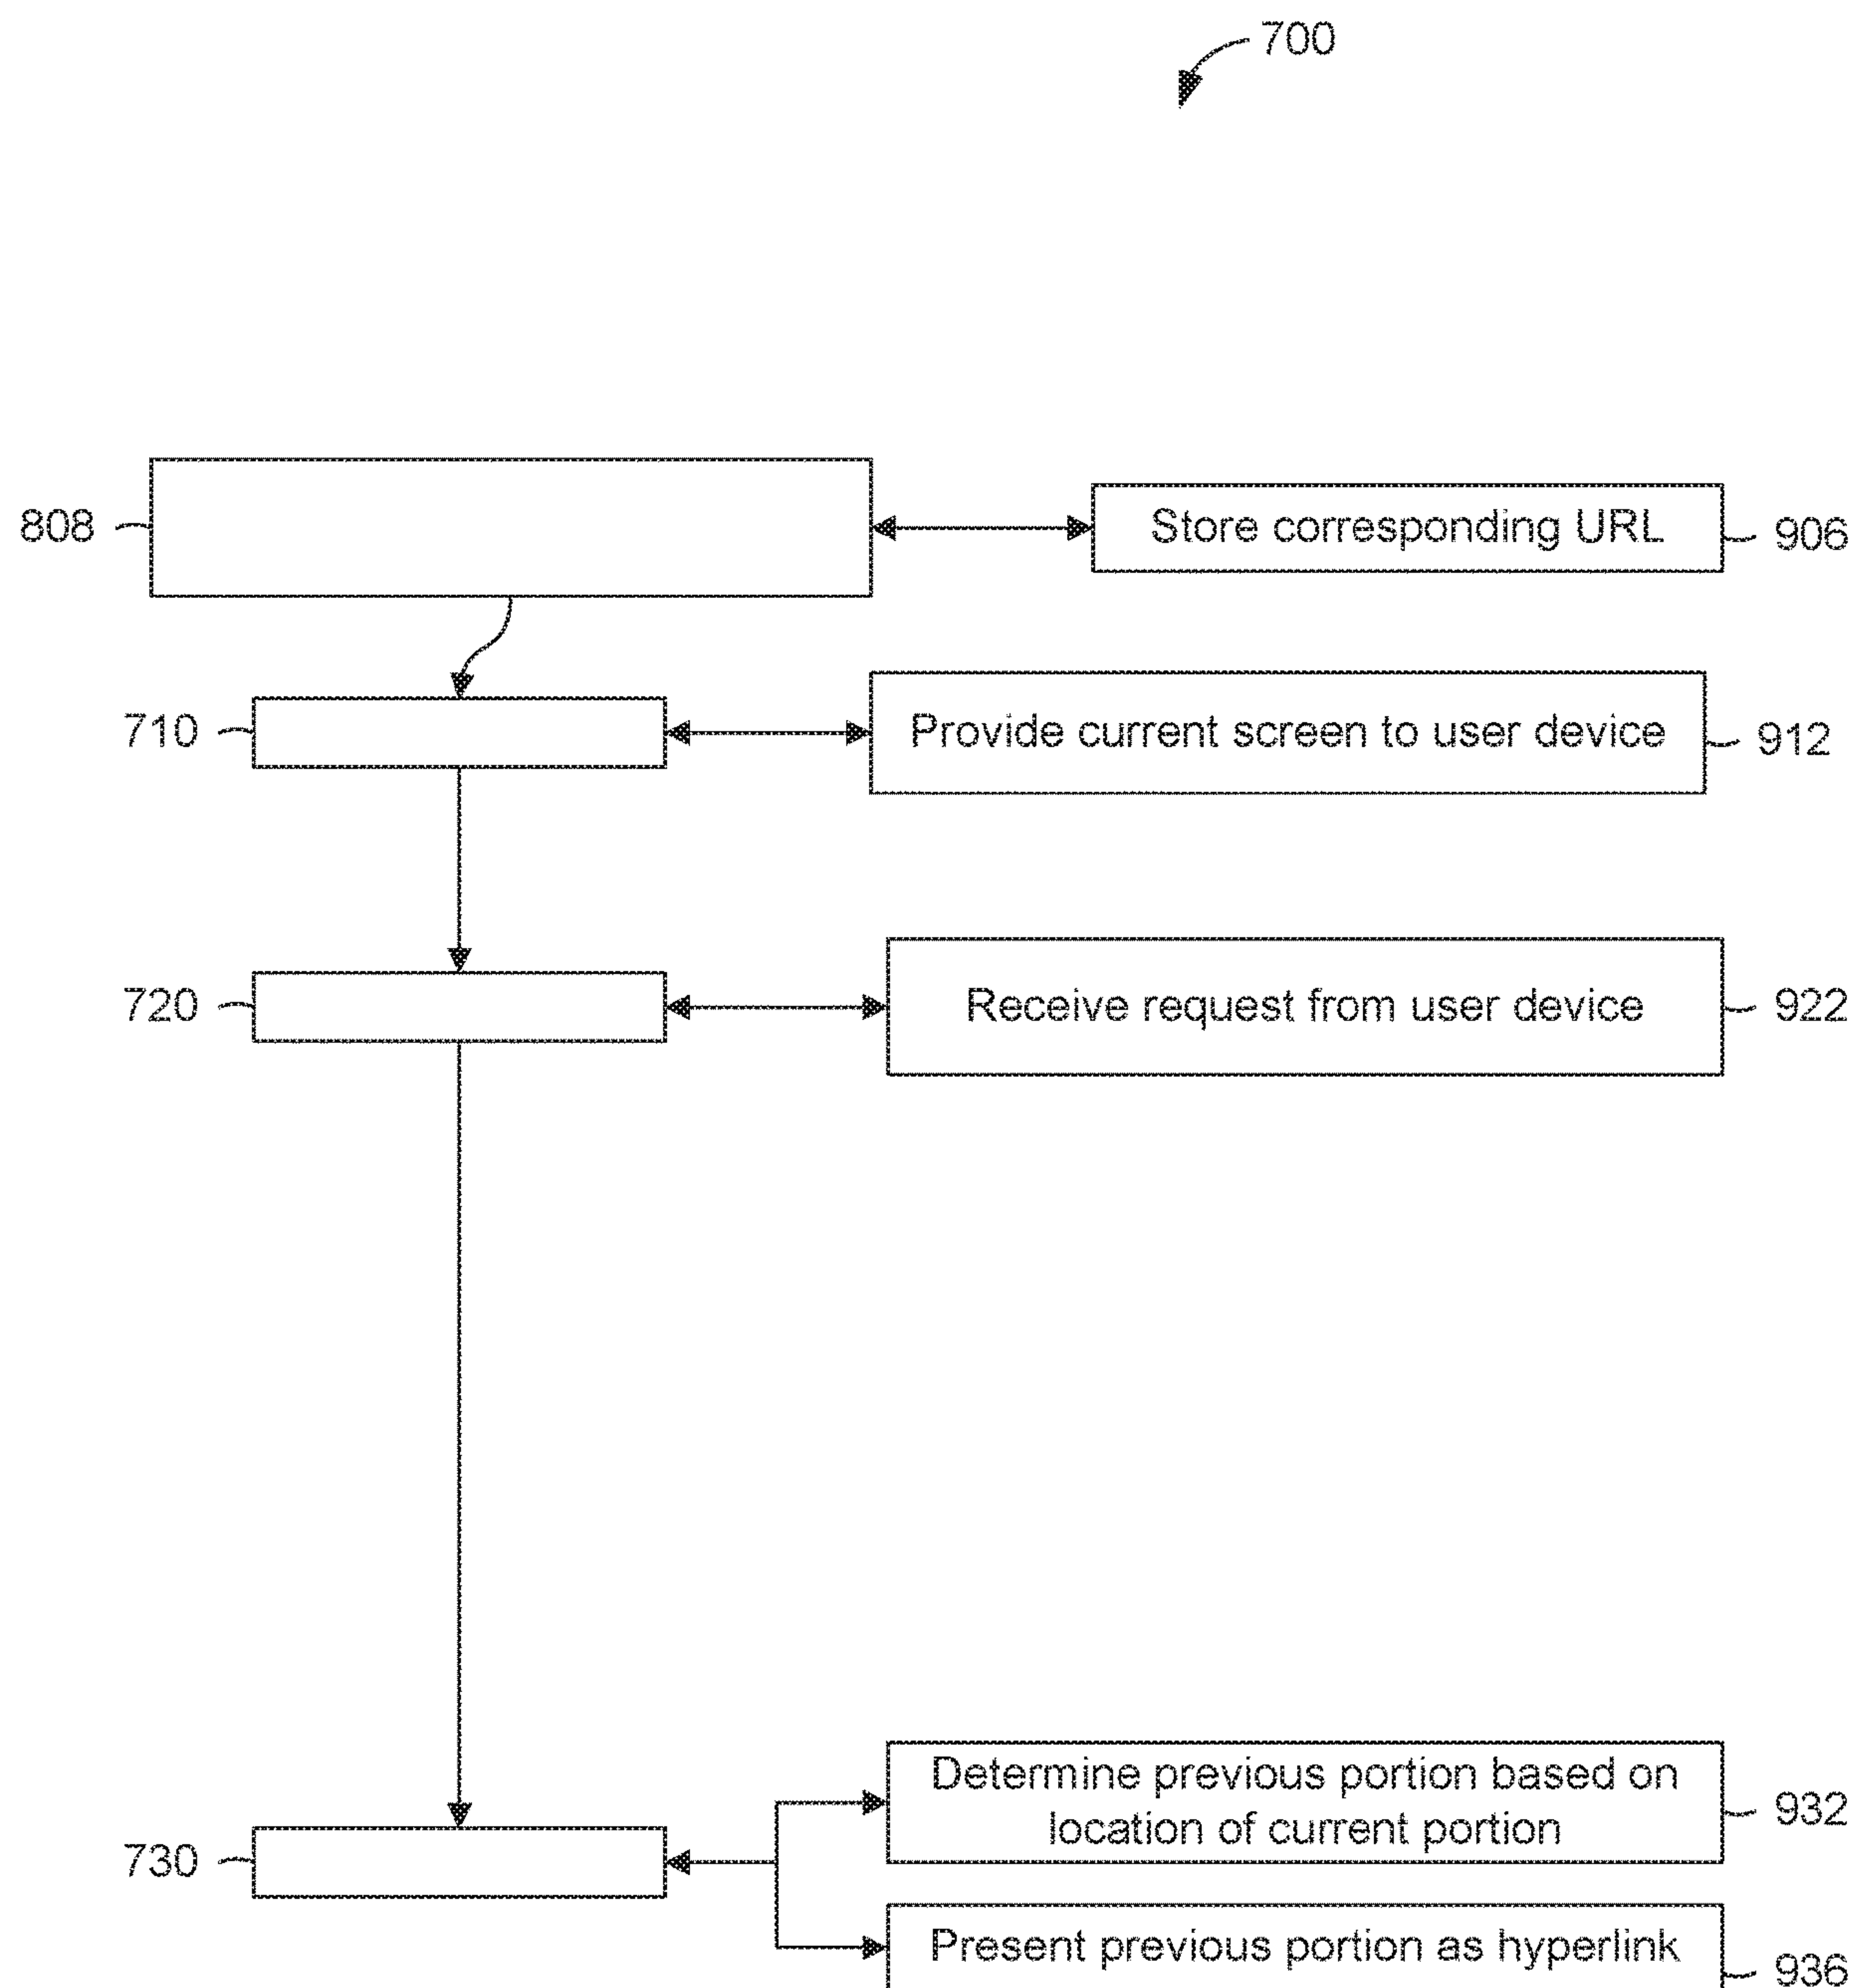 700
808
Store corresponding URL
906
710
Provide current screen to user device
912
720
Receive request from user device
922
Determine previous portion based on
location of current portion
932
730
Present previous portion as hyperlink
936